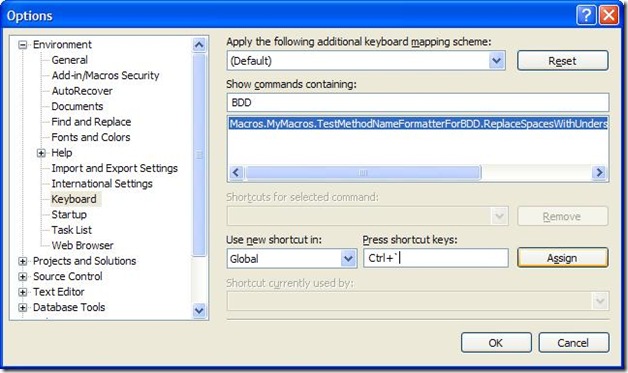 Options
Environment
General
Add-in/Macros Security
AutoRecover
Documents
Find and Replace
Fonts and Colors
Help
Import and Export Settings
International Settings
Keyboard
Startup
Task List
Web Browser
Projects and Solutions
Source Control
Text Editor
Database Tools
Apply the following additional keyboard mapping scheme:
(Default)
Reset
Show commands containing:
BDD
Macros.MyMacros.TestMethodNameFormatterForBDD.ReplaceSpacesWithUnders
Shortcuts for selected command:
Remove
Use new shortcut in:
Press shortcut keys:
Global
Ctrl+`
Assign
Shortcut currently used by:
OK
Cancel